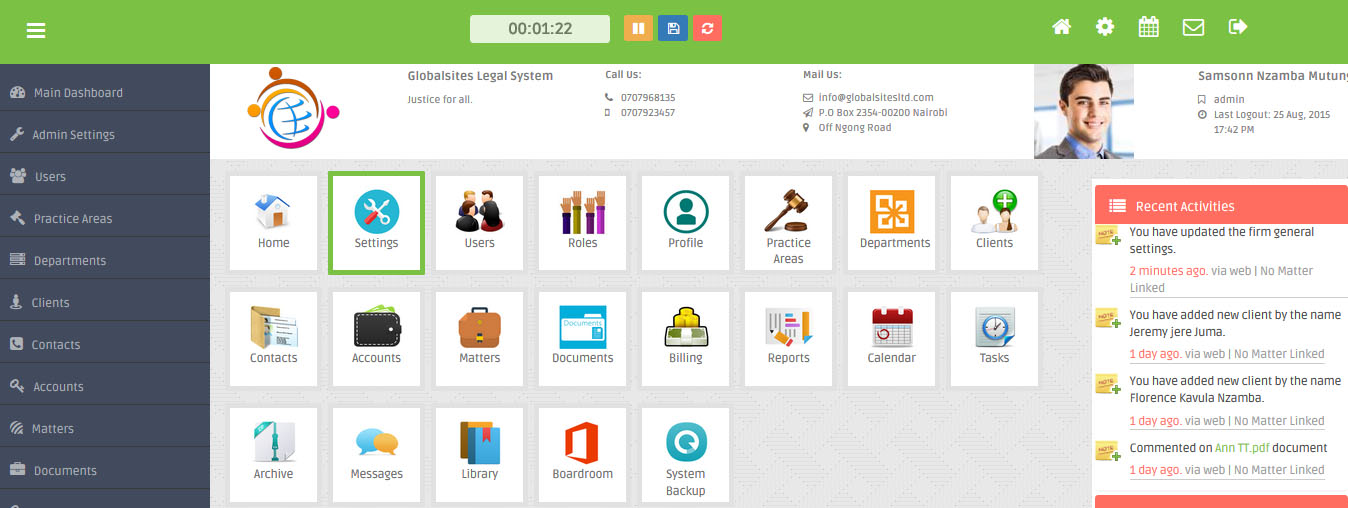 00:01:22
Main Dashboard
Admin Settings
Users
Practice Areas
Departments
Clients
Contacts
Accounts
Matters
Documents
Globalsites Legal System
Justice for all.
Call Us:
0707968135
0707923457
Mail Us:
info@globalsitesltd.com
P.O Box 2354-00200 Nairobi
Off Ngong Road
Samsonn Nzamba Mutung
admin
Last Logout: 25 Aug, 2015
17:42 PM
Home
Settings
Users
Roles
Profile
Practice
Areas
Departments
Clients
Contacts
Accounts
Matters
Documents
Documents
Billing
Reports
Calendar
Tasks
Archive
Messages
Library
Boardroom
System
Backup
Recent Activities
NOTE
You have updated the firm general
settings.
2 minutes ago. via web | No Matter
Linked
NOTE
You have added new client by the name
Jeremy jere Juma.
1 day ago. via web | No Matter Linked
NOTE
You have added new client by the name
Florence Kavula Nzamba.
1 day ago. via web | No Matter Linked
NOTE
Commented on Ann TT.pdf document
1 day ago. via web | No Matter Linked